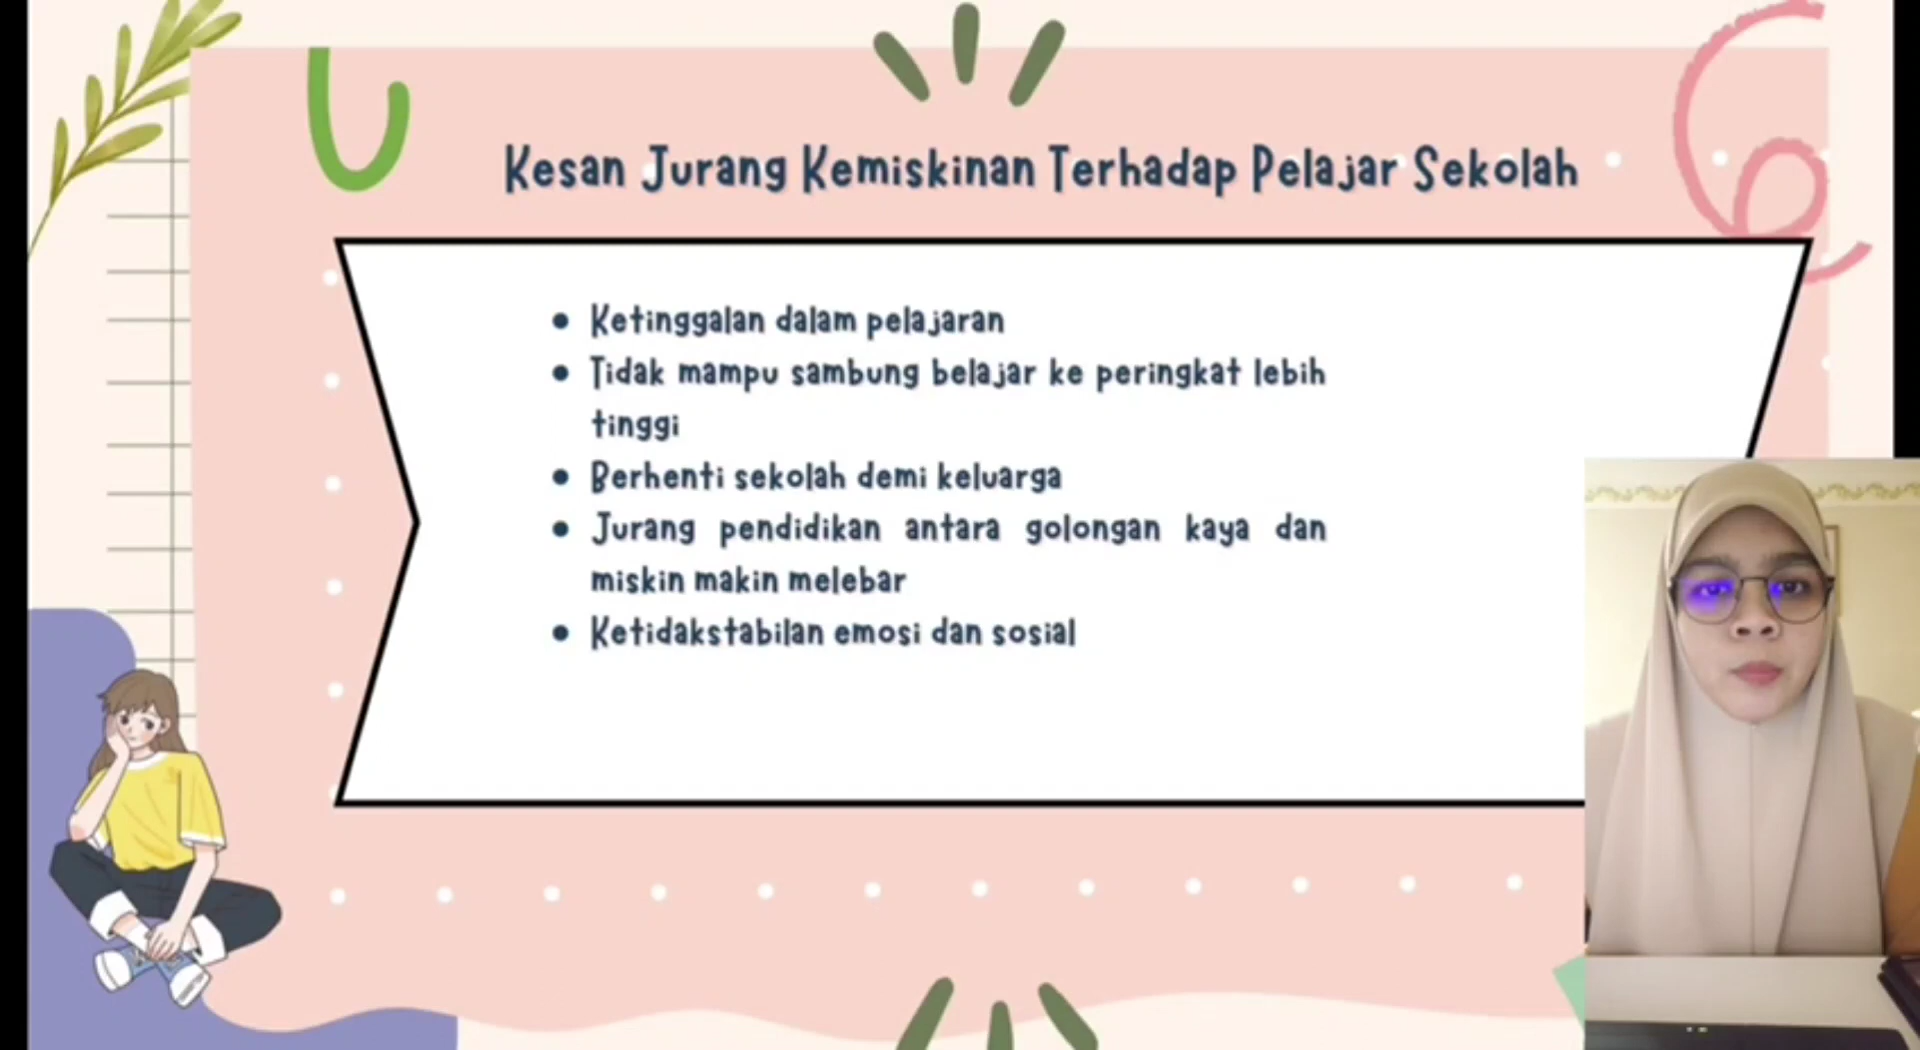 Kesan Jurang Kemiskinan Terhadap Pelajar Sekolah
• Ketinggalan dalam pelajaran
• Tidak mampu sambung belajar ke peringkat lebih
tinggi
• Berhenti sekolah demi keluarga
• Jurang pendidikan antara golongan kaya dan
miskin makin melebar
• Ketidakstabilan emosi dan sosial